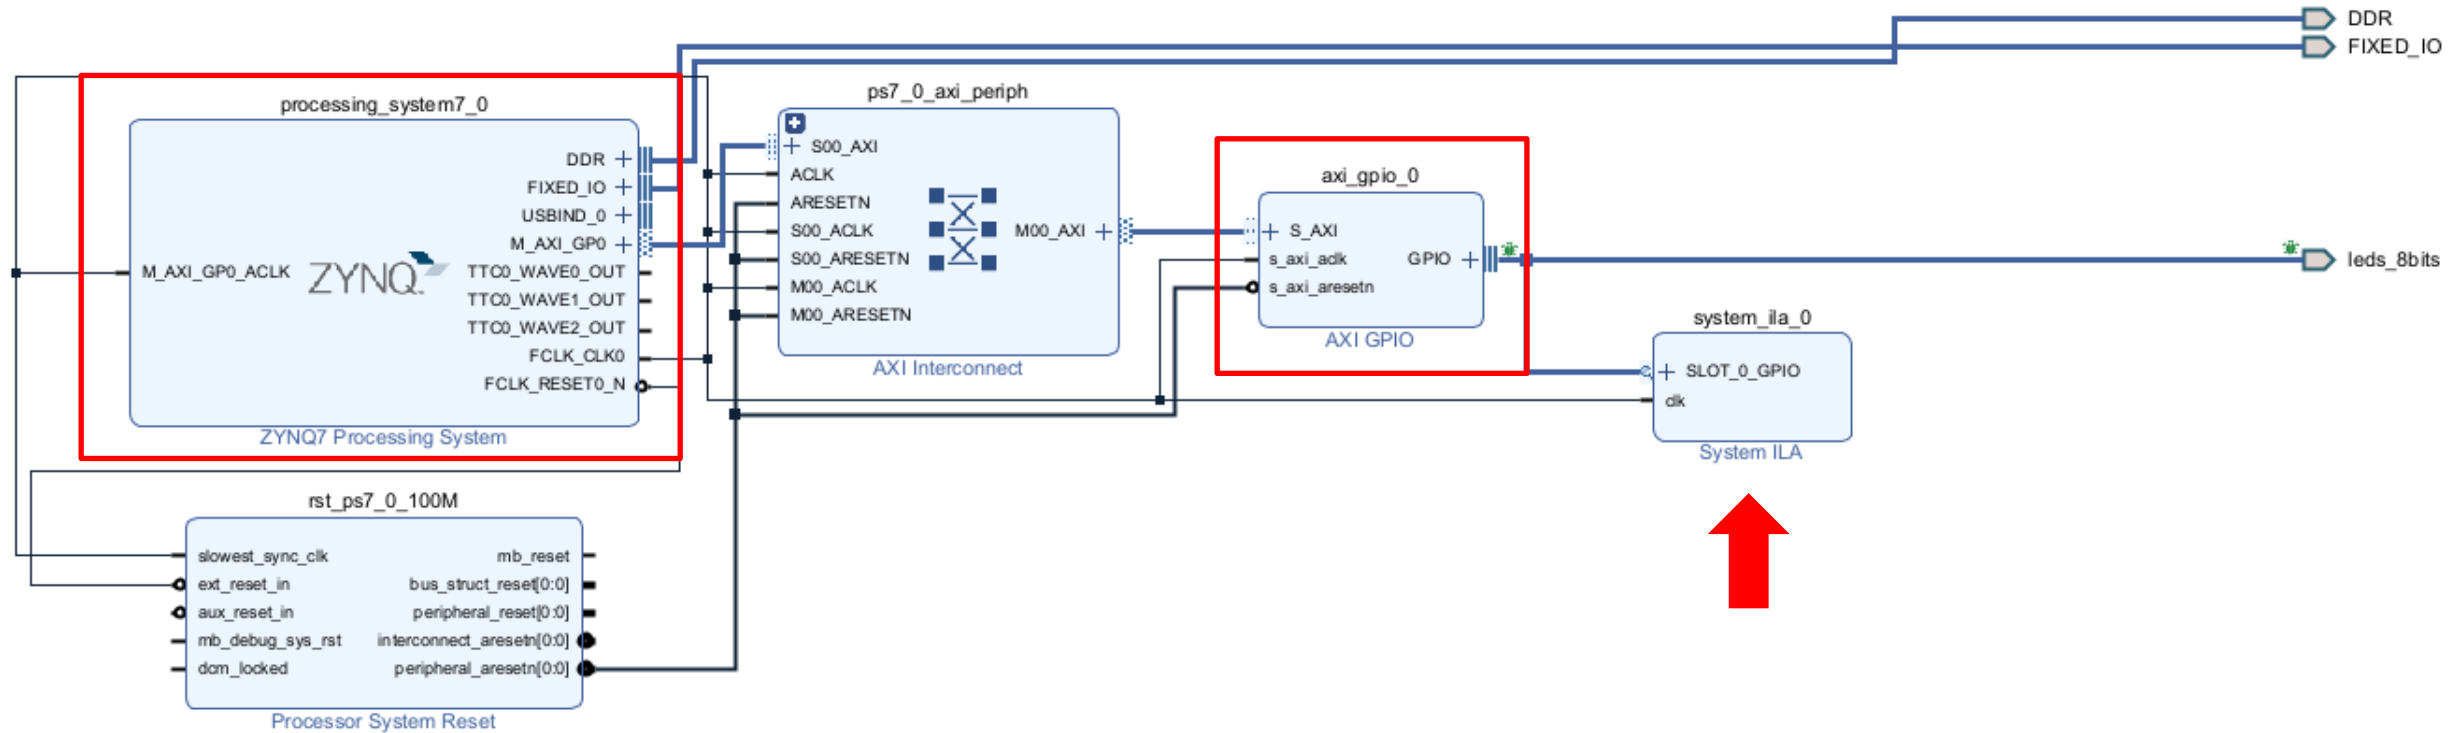 DDR
FIXED_IO
processing_system7_0
DDR
FIXED_IO
USBIND_0
M_AXI_GP0
M_AXI_GP0_ACLK
ZYNQ
TTC0_WAVE0_OUT
TTC0_WAVE1_OUT
TTC0_WAVE2_OUT
FCLK_CLK0
FCLK_RESET0_N
ZYNQ7 Processing System
ps7_0_axi_periph
S00_AXI
ACLK
ARESETN
S00_ACLK
S00_ARESETN
M00_ACLK
M00_ARESETN
M00_AXI
AXI Interconnect
axi_gpio_0
S_AXI
s_axi_aclk
s_axi_aresetn
GPIO
AXI GPIO
leds_8bits
system_ila_0
SLOT_0_GPIO
clk
System ILA
rst_ps7_0_100M
slowest_sync_clk
ext_reset_in
aux_reset_in
mb_debug_sys_rst
dcm_locked
mb_reset
bus_struct_reset[0:0]
peripheral_reset[0:0]
interconnect_aresetn[0:0]
peripheral_aresetn[0:0]
Processor System Reset